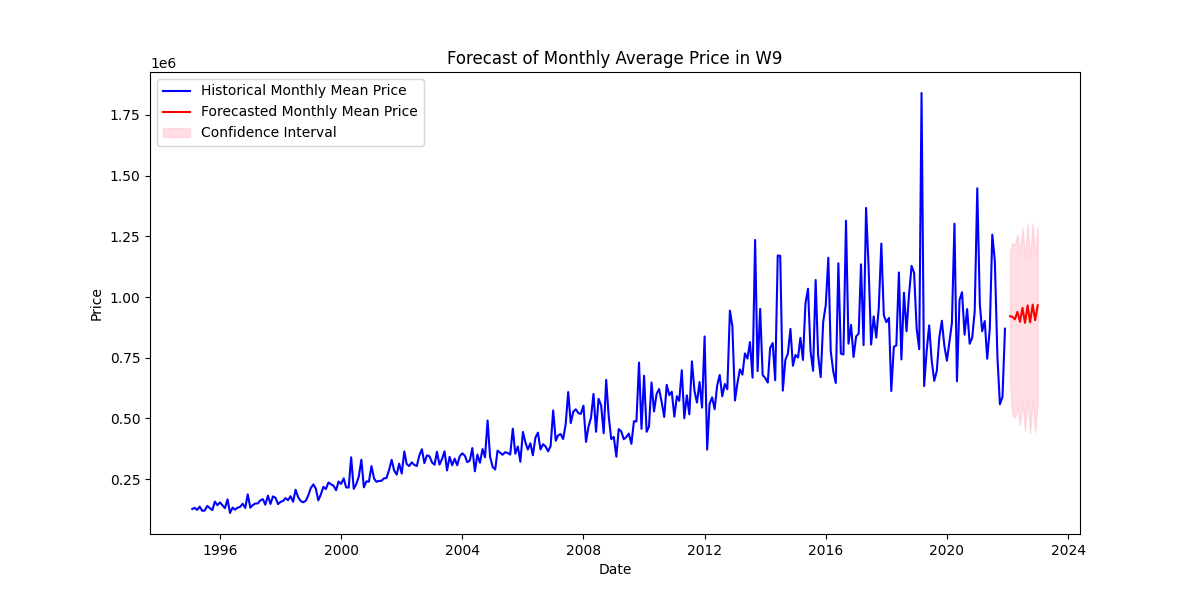 Forecast of Monthly Average Price in W9
1e6
Historical Monthly Mean Price
Forecasted Monthly Mean Price
Confidence Interval
1.75
1.50
1.25
1.00
0.75
0.50
0.25
Price
1996 2000 2004 2008 2012 2016 2020 2024
Date